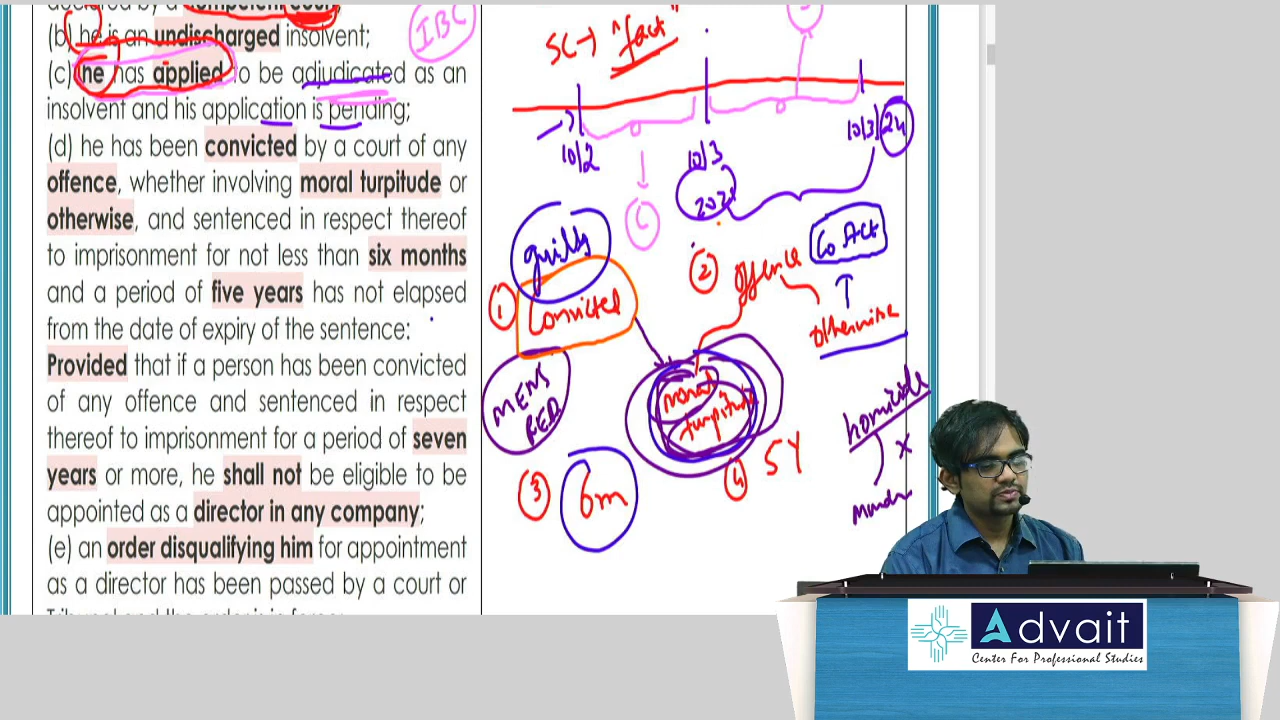 declared by a competent court
(b) he is an undischarged insolvent;
(c) he has applied to be adjudicated as an
insolvent and his application is pending;
(d) he has been convicted by a court of any
offence, whether involving moral turpitude or
otherwise, and sentenced in respect thereof
to imprisonment for not less than six months
and a period of five years has not elapsed
from the date of expiry of the sentence:
Provided that if a person has been convicted
of any offence and sentenced in respect
thereof to imprisonment for a period of seven
years or more, he shall not be eligible to be
appointed as a director in any company;
(e) an order disqualifying him for appointment
as a director has been passed by a court or
IBC
SC→ "fact"
10/2
10/3
10/3/24
guilty
① Convicted
② offence
Co Act
otherwise
MENS
REA
moral
turpitude
homicide
③ 6m
④ 5Y
Advait
Center For Professional Studies